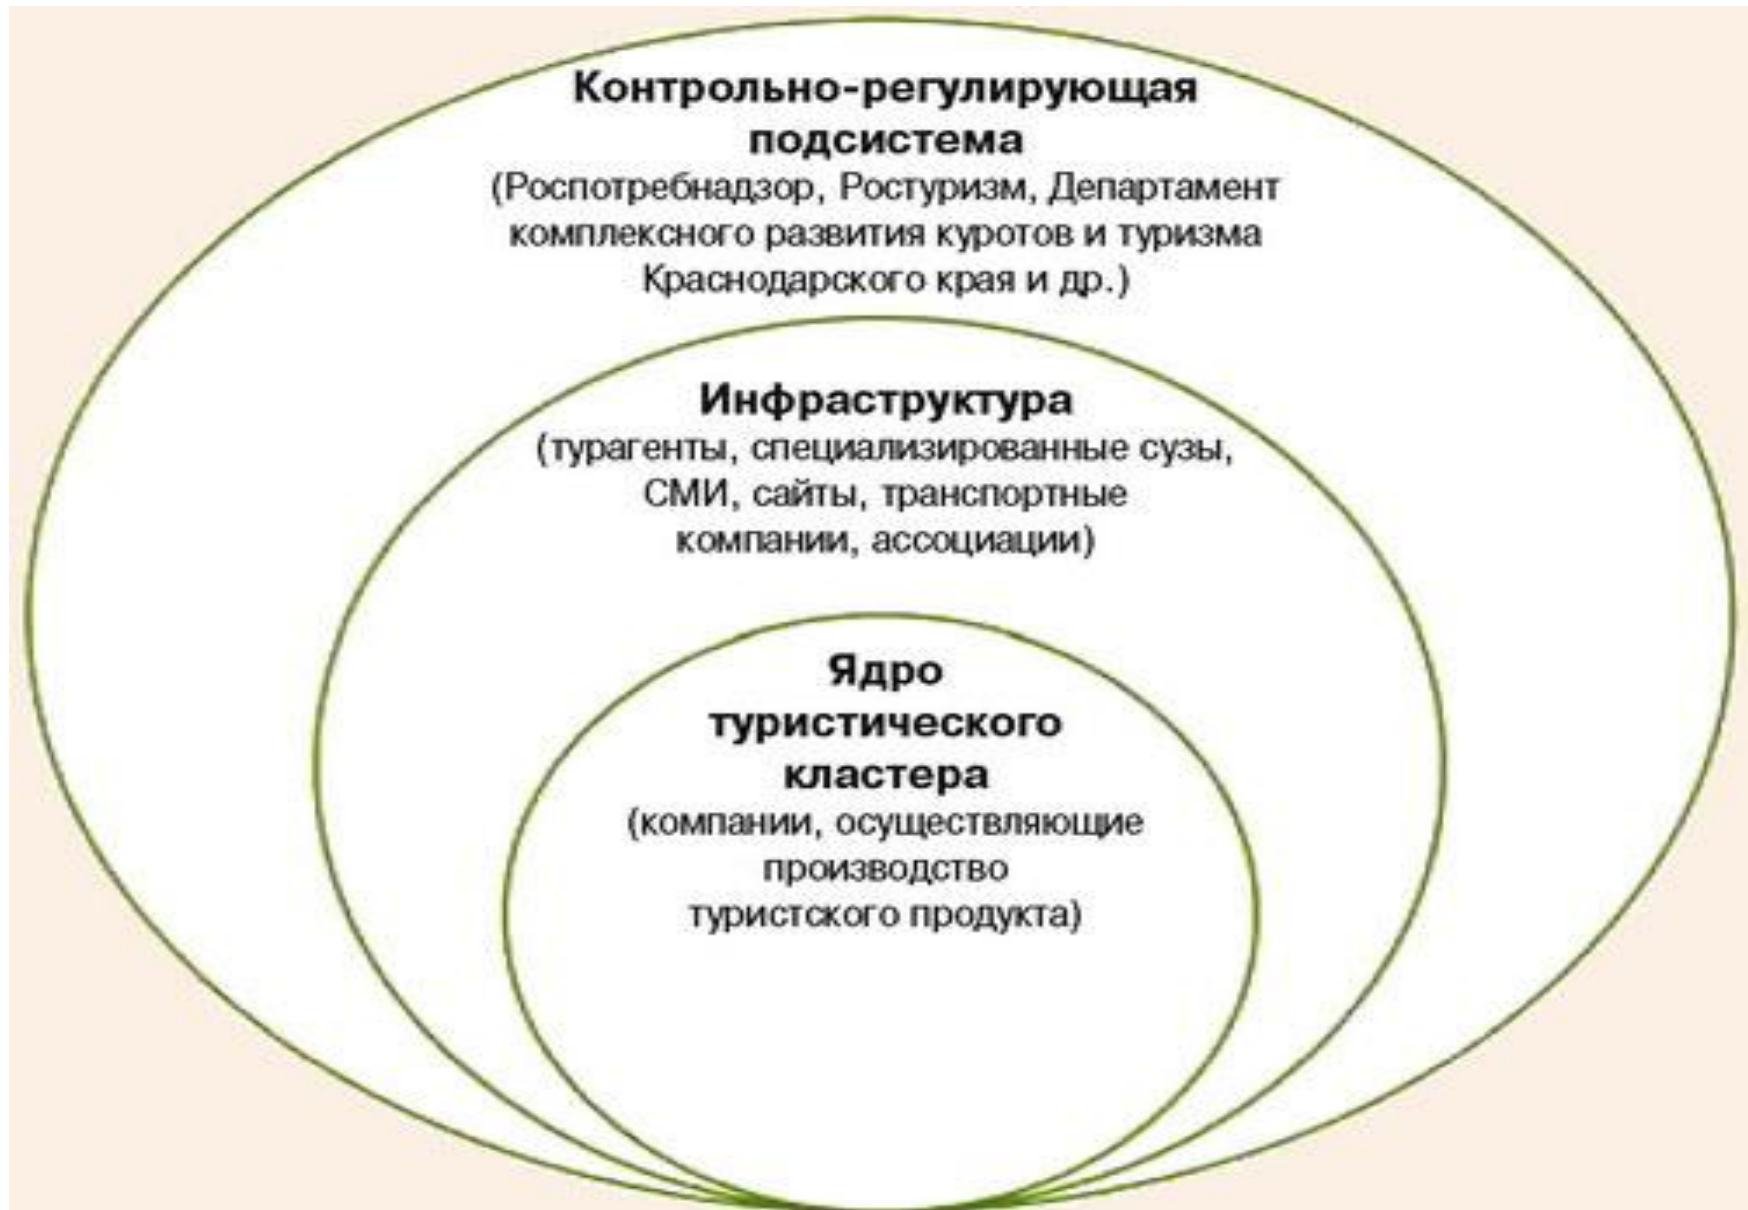 Контрольно-регулирующая
подсистема
(Роспотребнадзор, Ростуризм, Департамент
комплексного развития куротов и туризма
Краснодарского края и др.)
Инфраструктура
(турагенты, специализированные сузы,
СМИ, сайты, транспортные
компании, ассоциации)
Ядро
туристического
кластера
(компании, осуществляющие
производство
туристского продукта)